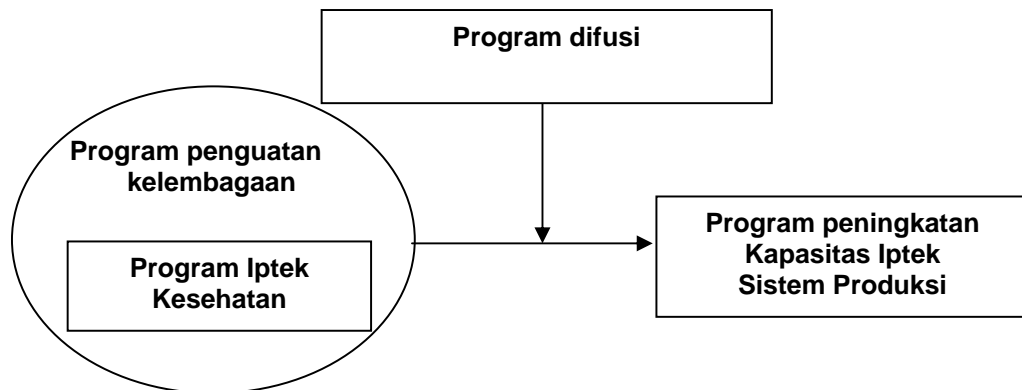 Program difusi
Program penguatan
kelembagaan
Program Iptek
Kesehatan
Program peningkatan
Kapasitas Iptek
Sistem Produksi